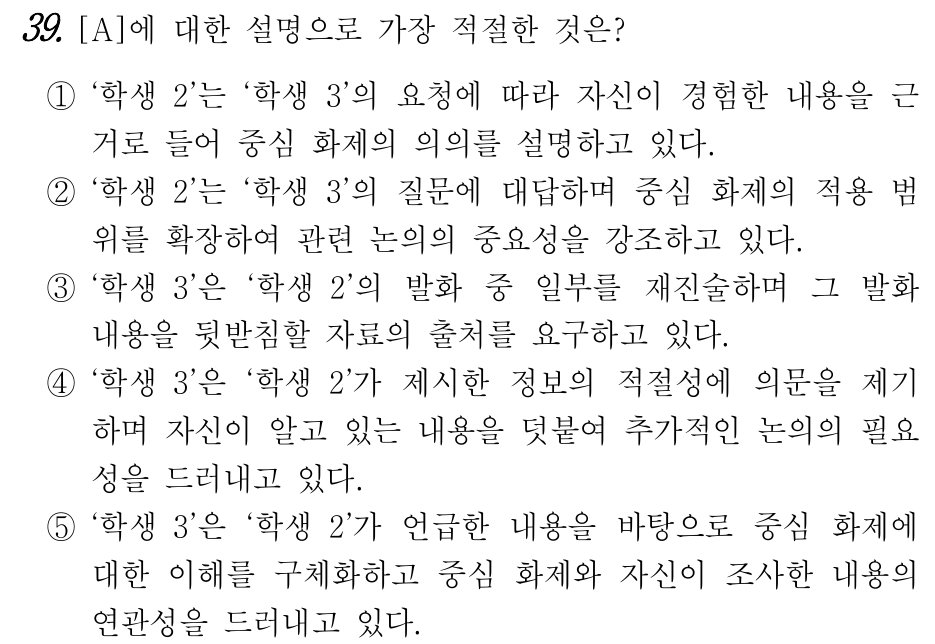 39. [A]에 대한 설명으로 가장 적절한 것은?
① ‘학생 2’는 ‘학생 3’의 요청에 따라 자신이 경험한 내용을 근
거로 들어 중심 화제의 의의를 설명하고 있다.
② ‘학생 2’는 ‘학생 3’의 질문에 대답하며 중심 화제의 적용 범
위를 확장하여 관련 논의의 중요성을 강조하고 있다.
③ ‘학생 3’은 ‘학생 2’의 발화 중 일부를 재진술하며 그 발화
내용을 뒷받침할 자료의 출처를 요구하고 있다.
④ ‘학생 3’은 ‘학생 2’가 제시한 정보의 적절성에 의문을 제기
하며 자신이 알고 있는 내용을 덧붙여 추가적인 논의의 필요
성을 드러내고 있다.
⑤ ‘학생 3’은 ‘학생 2’가 언급한 내용을 바탕으로 중심 화제에
대한 이해를 구체화하고 중심 화제와 자신이 조사한 내용의
연관성을 드러내고 있다.